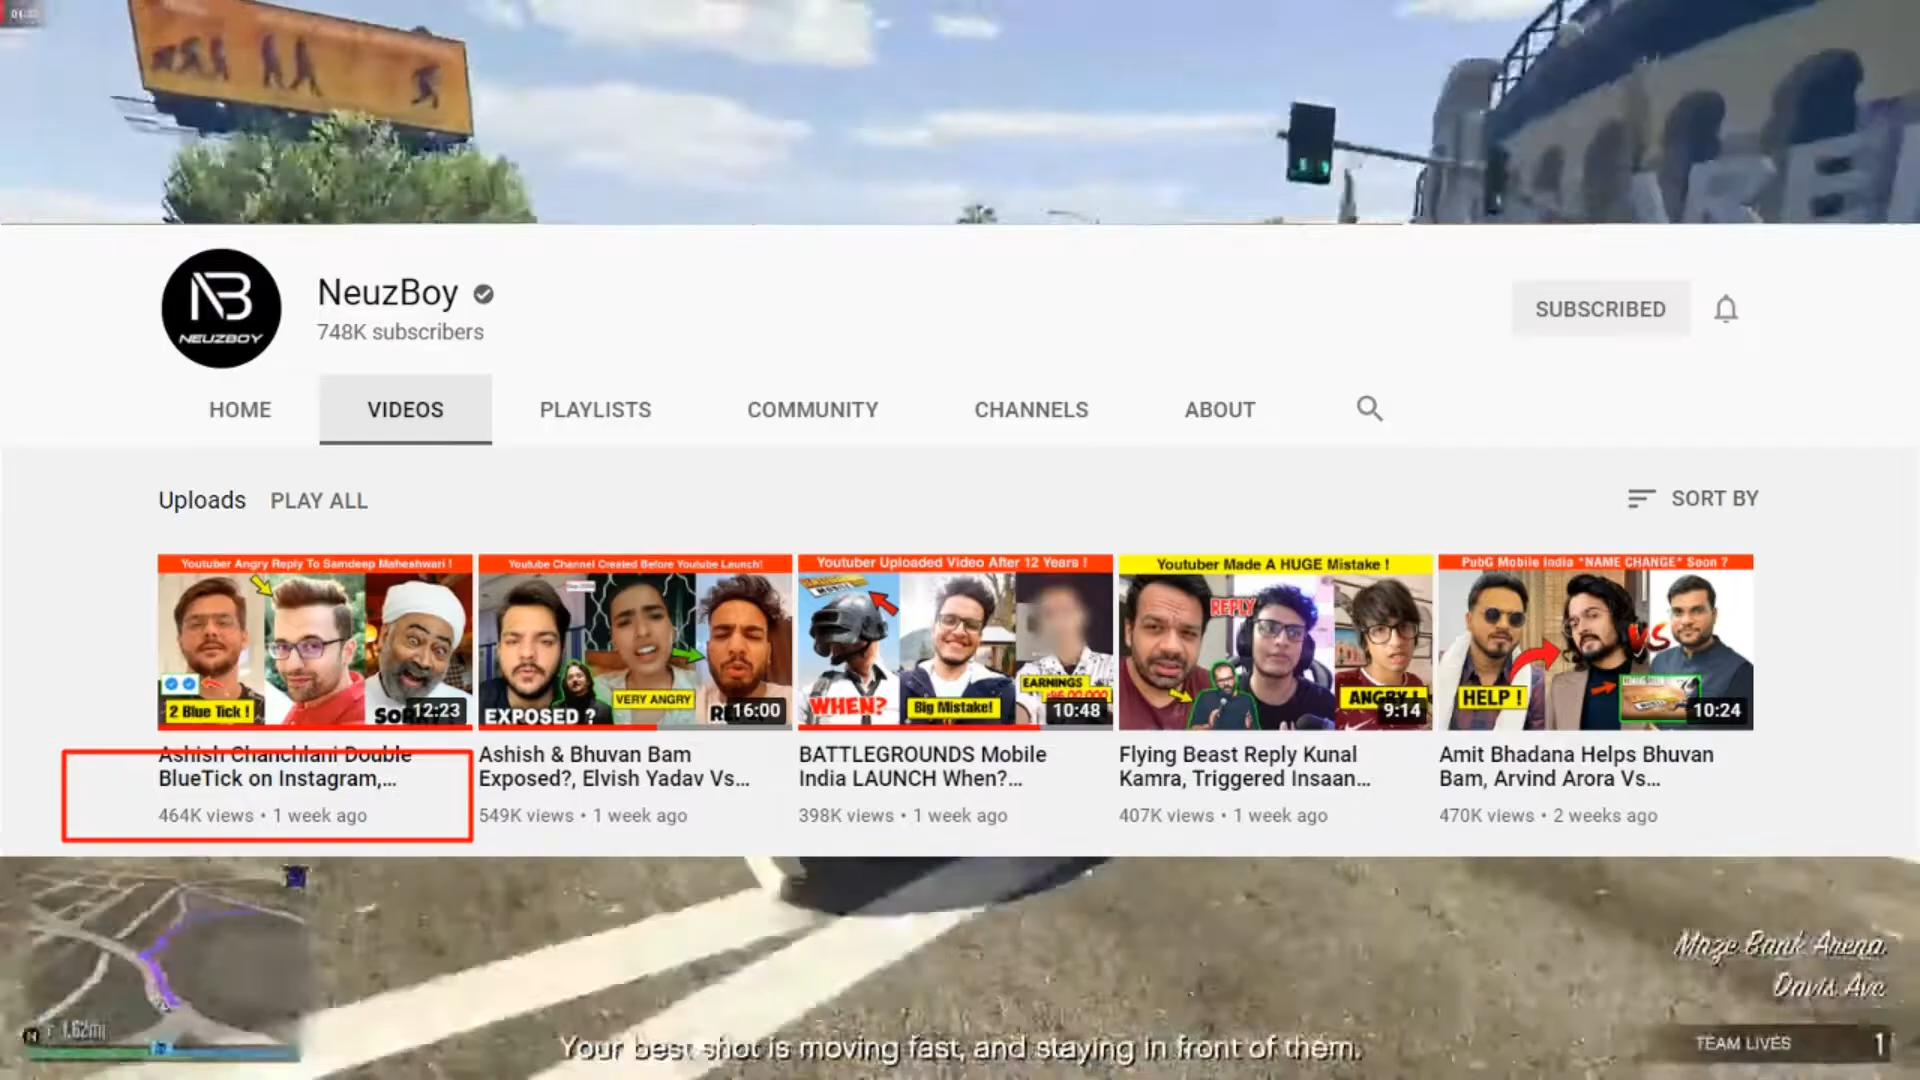 NB
NEUZBOY
NeuzBoy
748K subscribers
SUBSCRIBED
HOME VIDEOS PLAYLISTS COMMUNITY CHANNELS ABOUT
Uploads PLAY ALL
SORT BY
Youtuber Angry Reply To Samdeep Maheshwari !
2 Blue Tick !
12:23
Ashish Chanchlani Double
BlueTick on Instagram,...
464K views • 1 week ago
Youtube Channel Created Before Youtube Launch!
VERY ANGRY
EXPOSED ?
16:00
Ashish & Bhuvan Bam
Exposed?, Elvish Yadav Vs...
549K views • 1 week ago
Youtuber Uploaded Video After 12 Years !
MOBILE
WHEN?
Big Mistake!
EARNINGS
10:48
BATTLEGROUNDS Mobile
India LAUNCH When?...
398K views • 1 week ago
Youtuber Made A HUGE Mistake !
REPLY
ANGRY !
9:14
Flying Beast Reply Kunal
Kamra, Triggered Insaan...
407K views • 1 week ago
PubG Mobile India *NAME CHANGE* Soon ?
VS
HELP !
10:24
Amit Bhadana Helps Bhuvan
Bam, Arvind Arora Vs...
470K views • 2 weeks ago
Maze Bank Arena
Davis Ave
1.62mi
Your best shot is moving fast, and staying in front of them.
TEAM LIVES 1